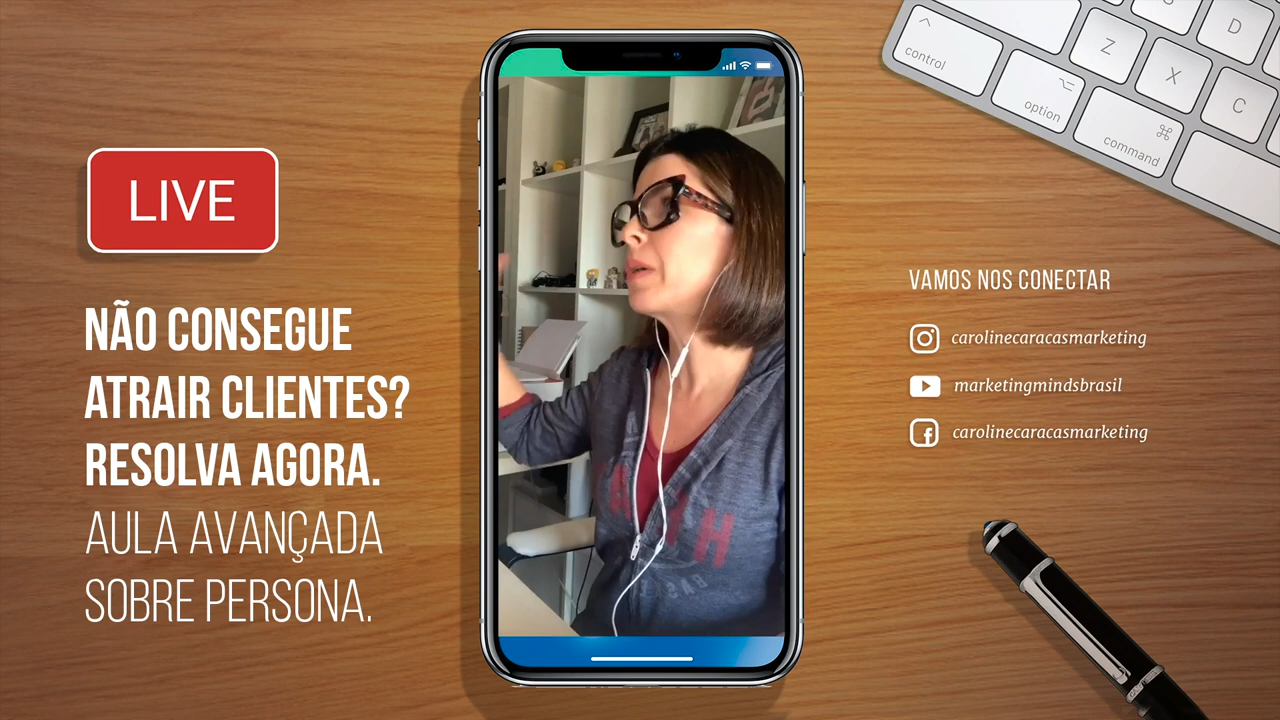 LIVE
NÃO CONSEGUE
ATRAIR CLIENTES?
RESOLVA AGORA.
AULA AVANÇADA
SOBRE PERSONA.
VAMOS NOS CONECTAR
carolinecaracasmarketing
marketingmindsbrasil
carolinecaracasmarketing
control
option
command
Z
X
C
S
D